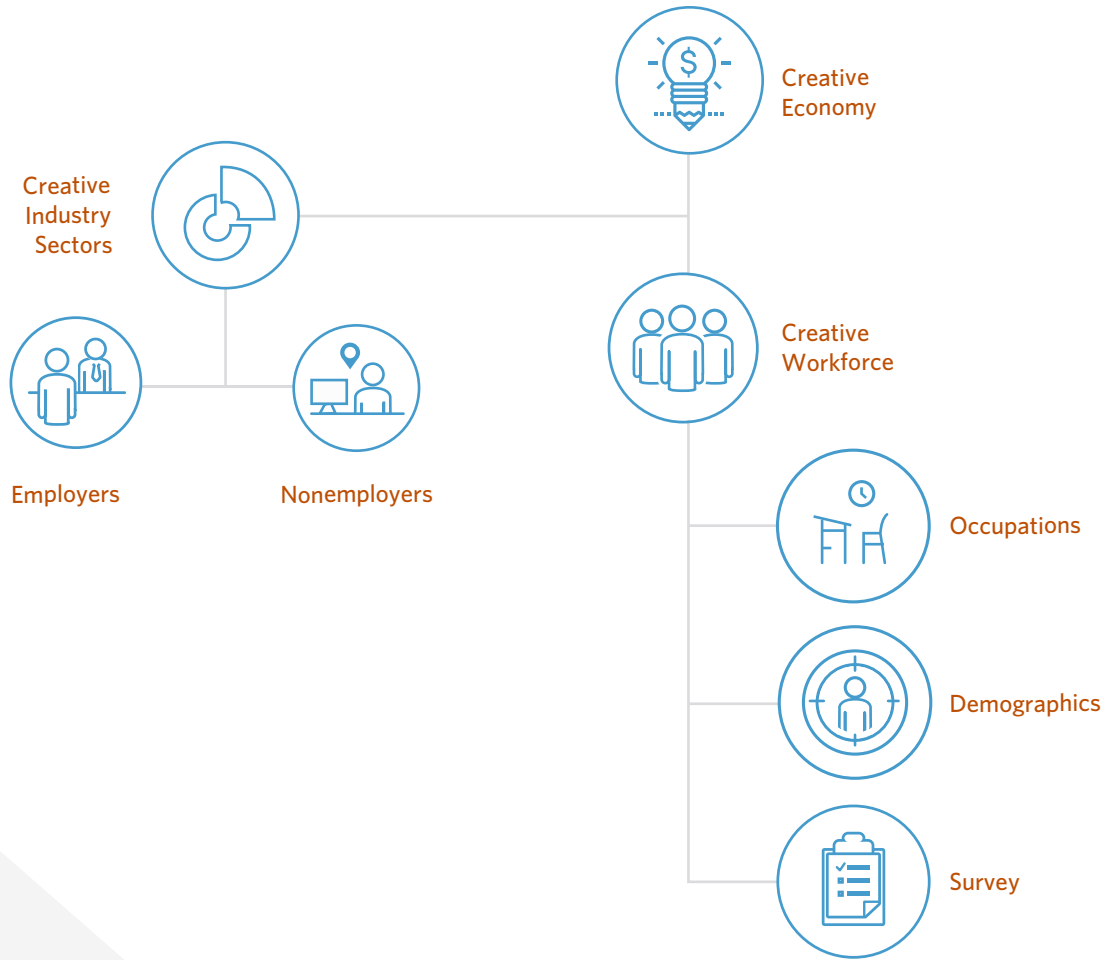 Creative
Economy
Creative
Industry
Sectors
Creative
Workforce
Employers
Nonemployers
Occupations
Demographics
Survey